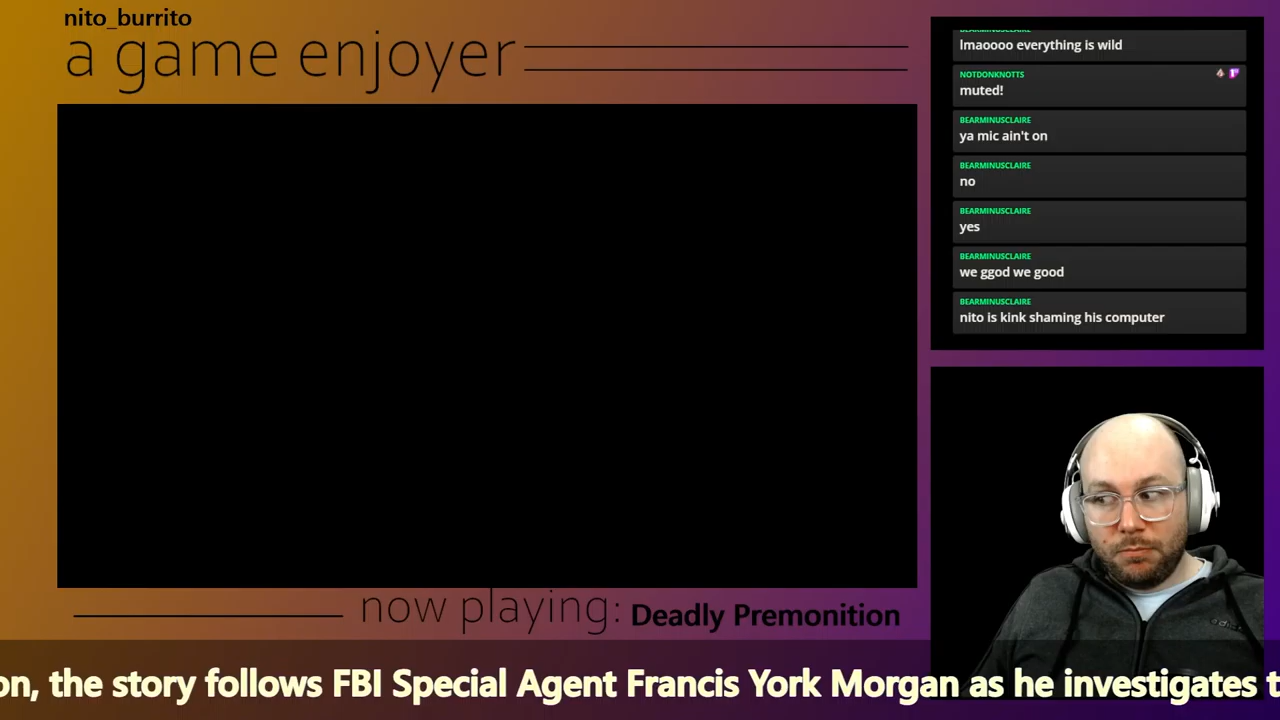 nito_burrito
a game enjoyer
BEARMINUSCLAIRE
lmaoooo everything is wild
NOTDONKNOTTS
muted!
BEARMINUSCLAIRE
ya mic ain't on
BEARMINUSCLAIRE
no
BEARMINUSCLAIRE
yes
BEARMINUSCLAIRE
we ggod we good
BEARMINUSCLAIRE
nito is kink shaming his computer
now playing: Deadly Premonition
on, the story follows FBI Special Agent Francis York Morgan as he investigates t